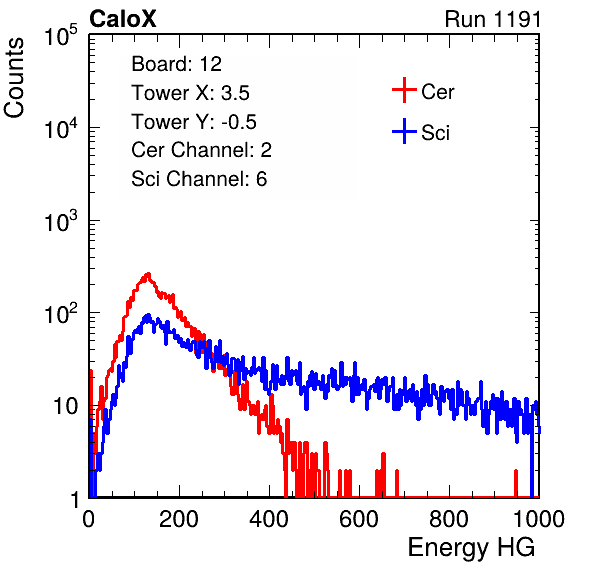 CaloX Run 1191
Counts
10^5
10^4
10^3
10^2
10
1
Board: 12
Tower X: 3.5
Tower Y: -0.5
Cer Channel: 2
Sci Channel: 6
Cer
Sci
0 200 400 600 800 1000
Energy HG